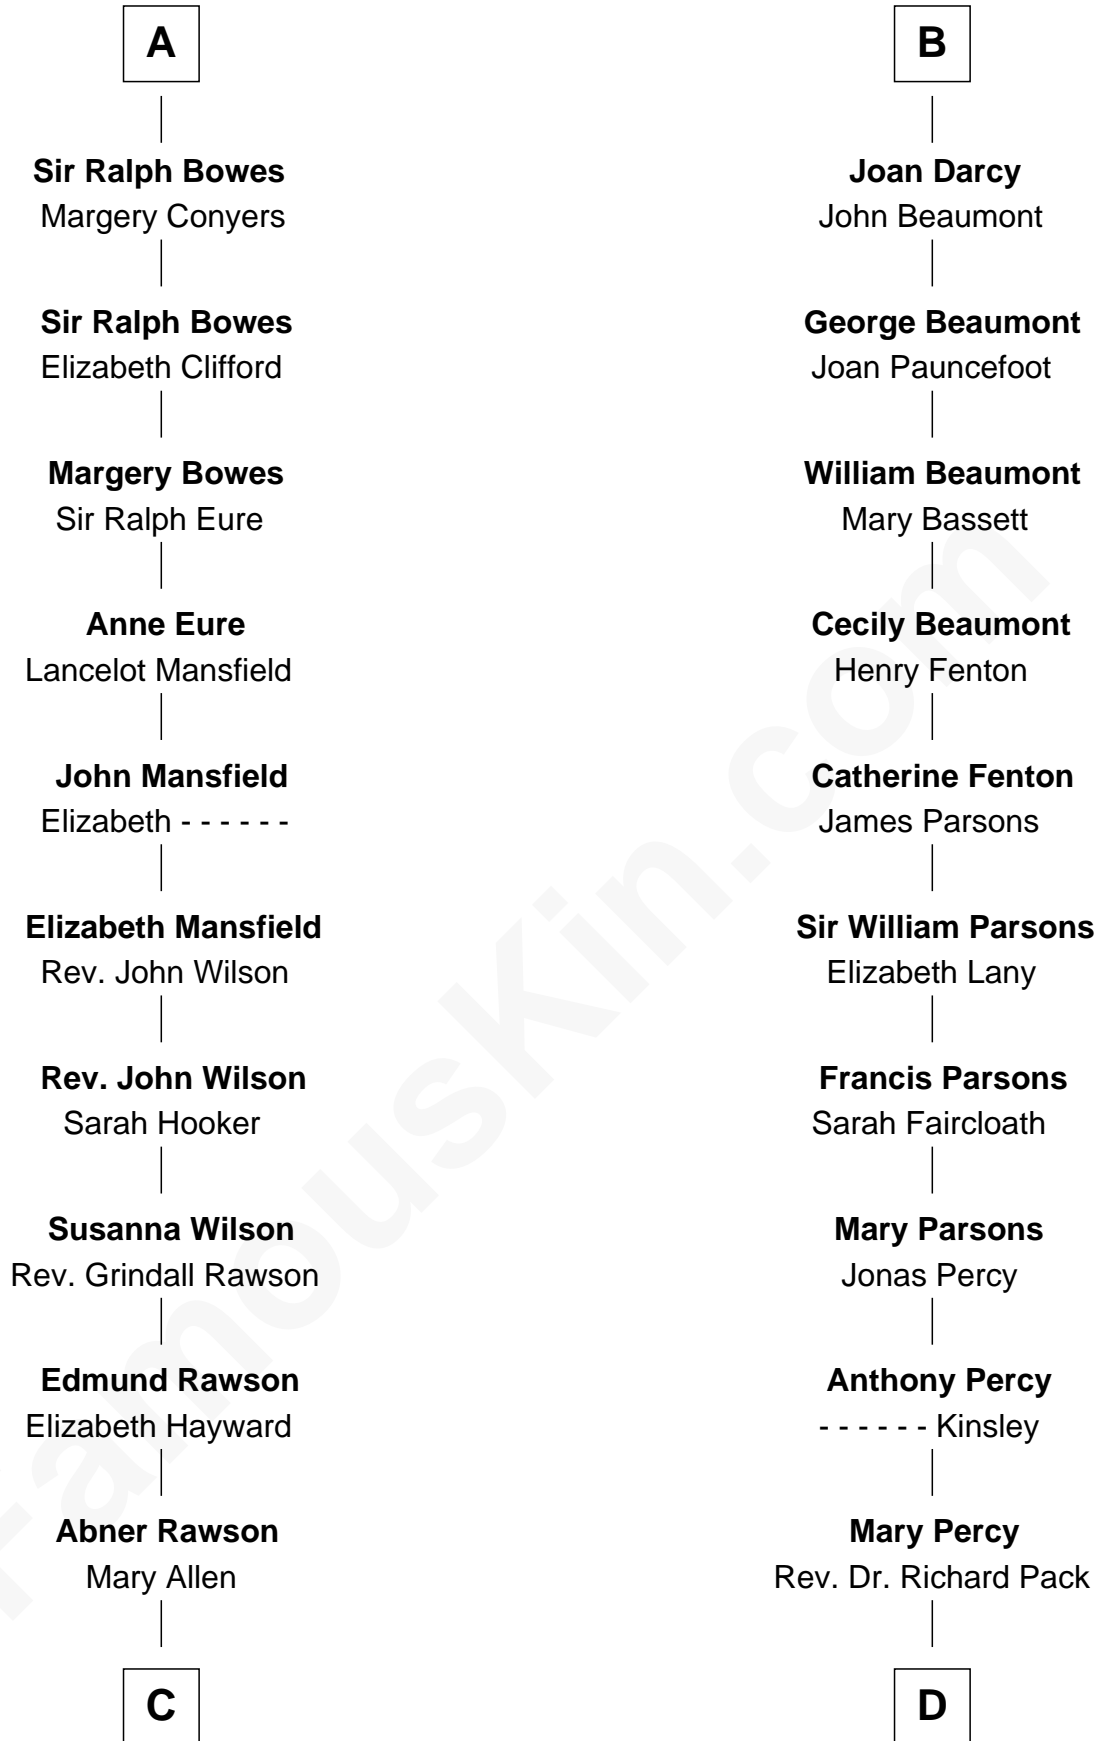 A
Sir Ralph Bowes
Margery Conyers
Sir Ralph Bowes
Elizabeth Clifford
Margery Bowes
Sir Ralph Eure
Anne Eure
Lancelot Mansfield
John Mansfield
Elizabeth - - - - - -
Elizabeth Mansfield
Rev. John Wilson
Rev. John Wilson
Sarah Hooker
Susanna Wilson
Rev. Grindall Rawson
Edmund Rawson
Elizabeth Hayward
Abner Rawson
Mary Allen
C
B
Joan Darcy
John Beaumont
George Beaumont
Joan Pauncefoot
William Beaumont
Mary Bassett
Cecily Beaumont
Henry Fenton
Catherine Fenton
James Parsons
Sir William Parsons
Elizabeth Lany
Francis Parsons
Sarah Faircloath
Mary Parsons
Jonas Percy
Anthony Percy
- - - - - - Kinsley
Mary Percy
Rev. Dr. Richard Pack
D
FamousKin.com